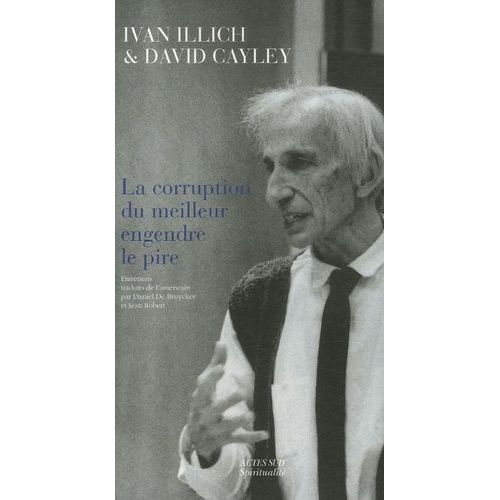 IVAN ILLICH
& DAVID CAYLEY
La corruption
du meilleur
engendre
le pire
Entretiens
traduits de l'américain
par Daniel De Bruycker
et Jean Robert
ACTES SUD
Spiritualité